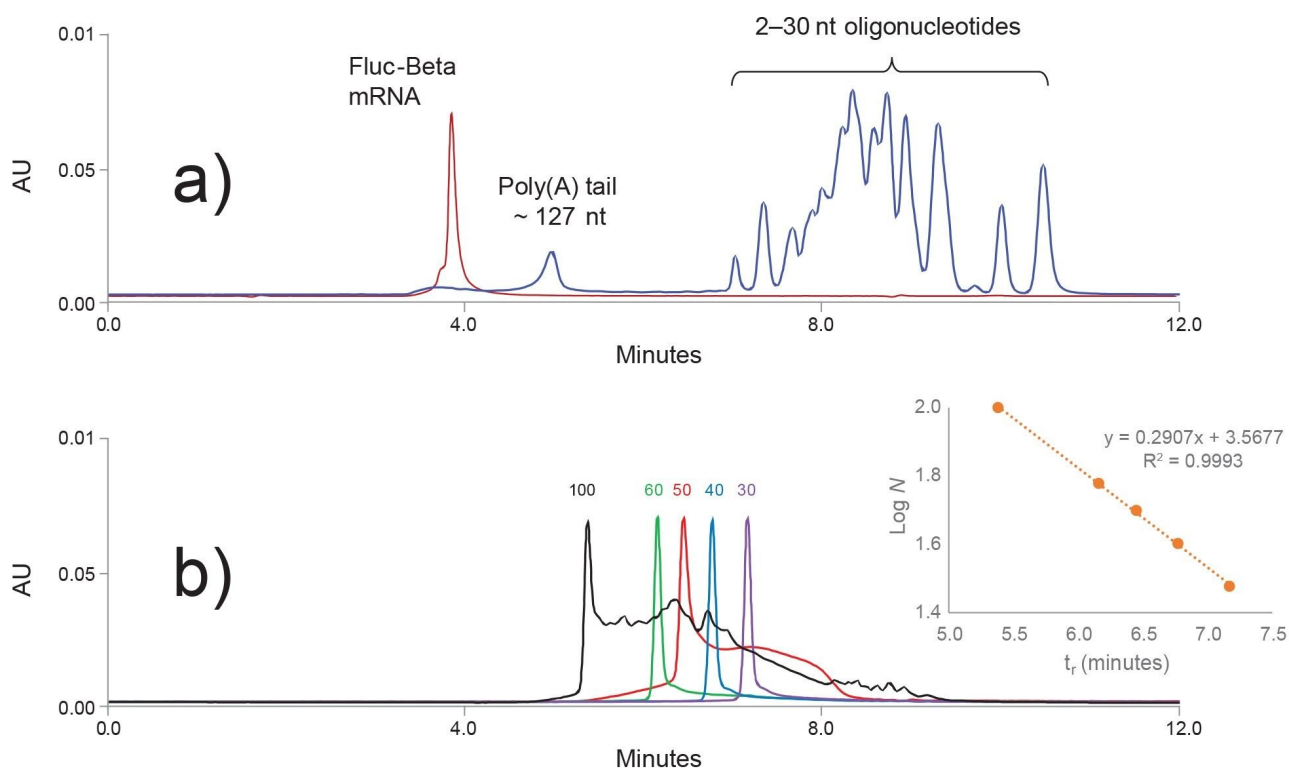 0.01
2–30 nt oligonucleotides
Fluc-Beta
mRNA
a)
AU
0.05
Poly(A) tail
~ 127 nt
0.00
0.0 4.0 8.0 12.0
Minutes
0.01
b)
AU
100 60 50 40 30
0.05
0.00
0.0 4.0 8.0 12.0
Minutes
2.0
y = 0.2907x + 3.5677
R² = 0.9993
1.8
Log N
1.6
1.4
5.0 5.5 6.0 6.5 7.0 7.5
tr (minutes)